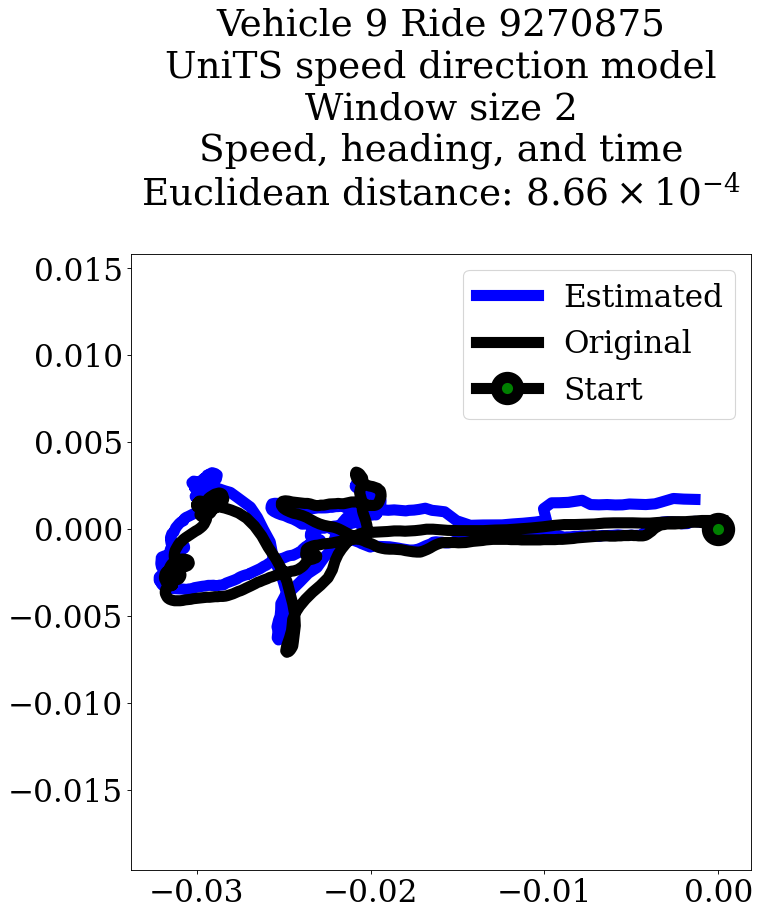 Vehicle 9 Ride 9270875
UniTS speed direction model
Window size 2
Speed, heading, and time
Euclidean distance: 8.66 × 10⁻⁴
0.015
0.010
0.005
0.000
−0.005
−0.010
−0.015
Estimated
Original
Start
−0.03 −0.02 −0.01 0.00